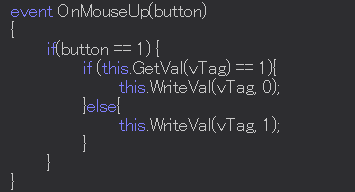 event OnMouseUp(button)
{
if(button == 1) {
if (this.GetVal(vTag) == 1){
this.WriteVal(vTag, 0);
}else{
this.WriteVal(vTag, 1);
}
}
}